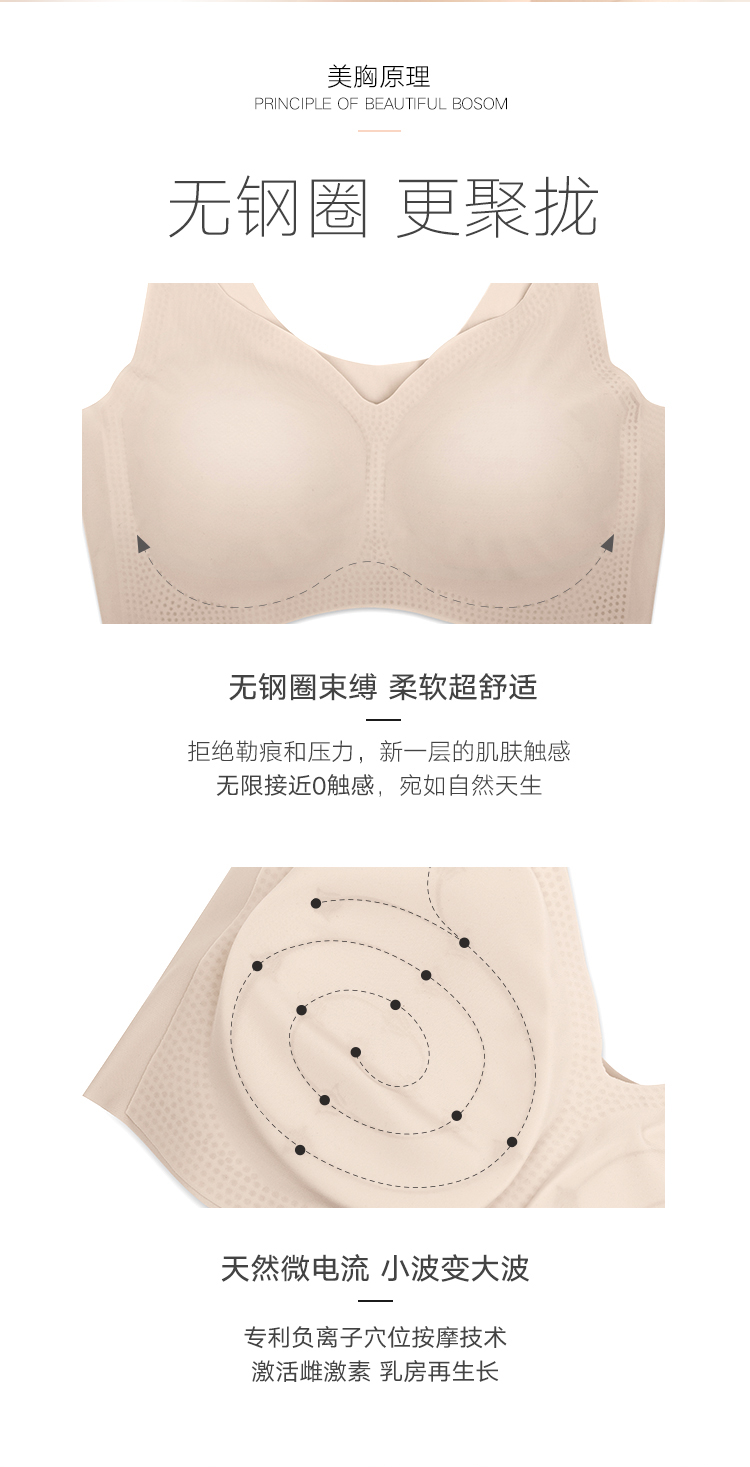 美胸原理
PRINCIPLE OF BEAUTIFUL BOSOM
无钢圈 更聚拢
无钢圈束缚 柔软超舒适
拒绝勒痕和压力，新一层的肌肤触感
无限接近0触感，宛如自然天生
天然微电流 小波变大波
专利负离子穴位按摩技术
激活雌激素 乳房再生长